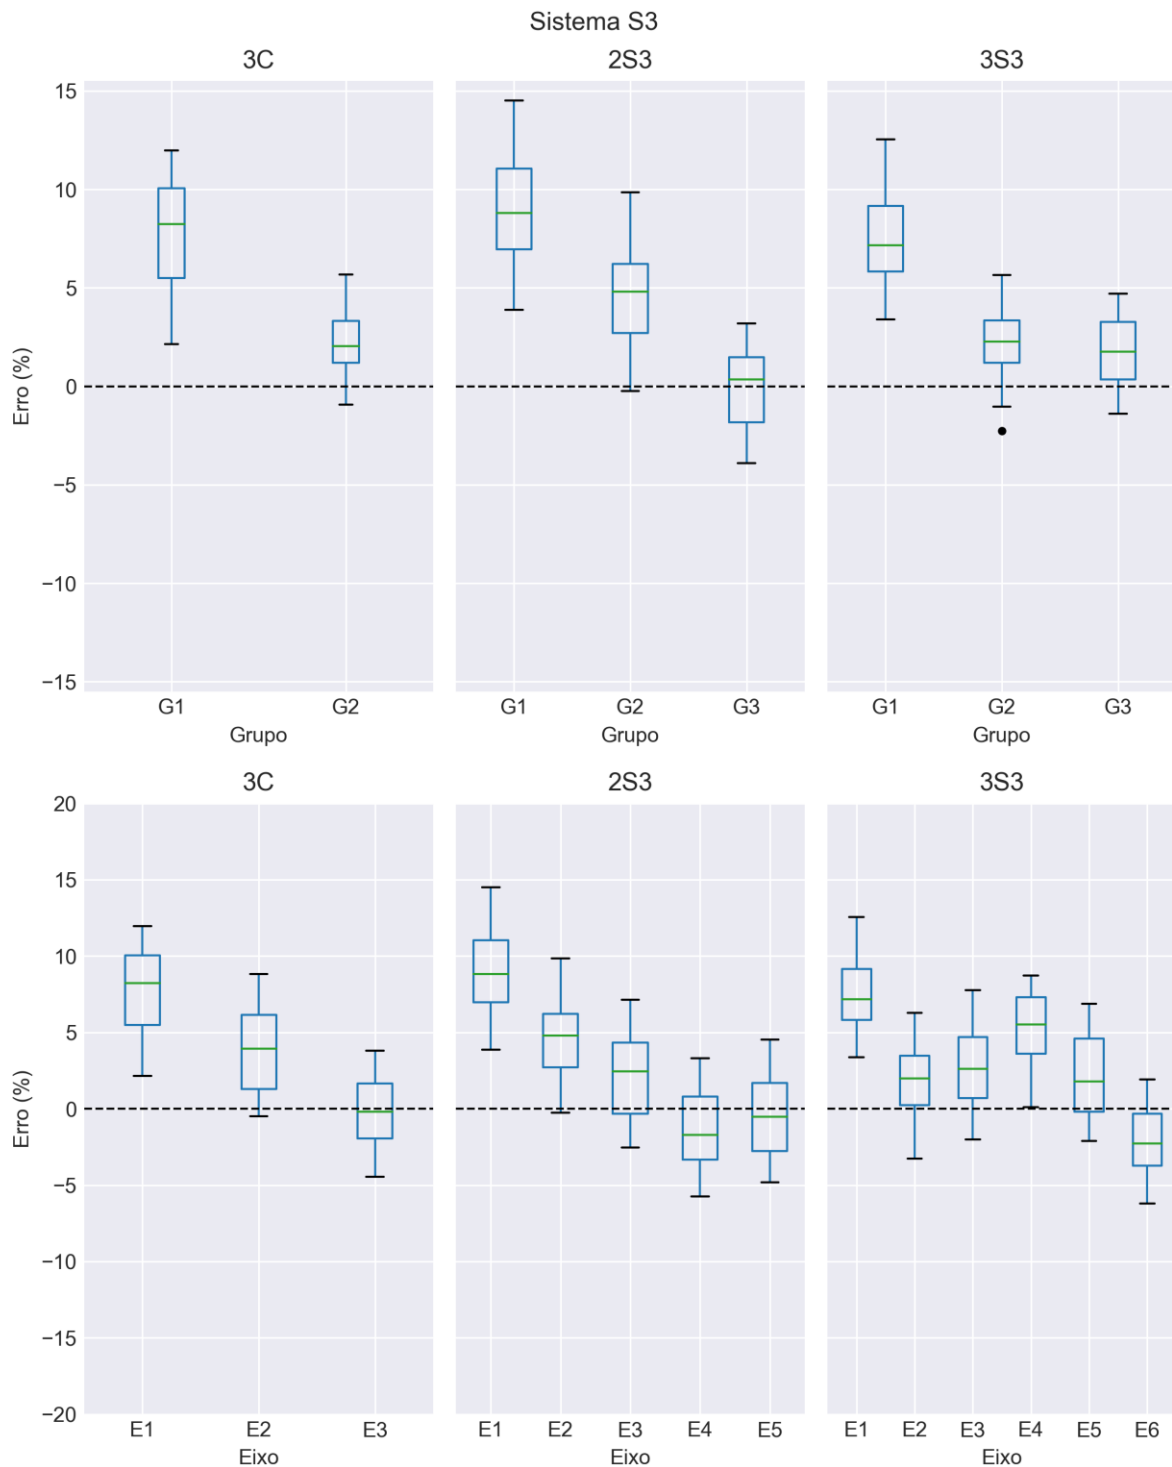 Sistema S3
3C 2S3 3S3
15
10
5
0
−5
−10
−15
Erro (%)
G1 G2 G1 G2 G3 G1 G2 G3
Grupo Grupo Grupo
3C 2S3 3S3
20
15
10
5
0
−5
−10
−15
−20
Erro (%)
E1 E2 E3 E1 E2 E3 E4 E5 E1 E2 E3 E4 E5 E6
Eixo Eixo Eixo